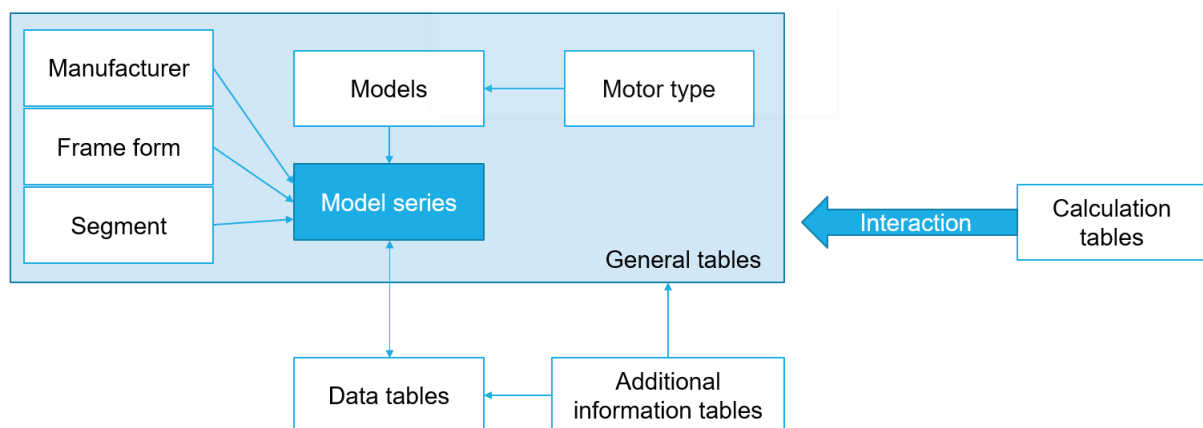 Manufacturer
Models
Motor type
Frame form
Model series
Segment
General tables
Interaction
Calculation
tables
Data tables
Additional
information tables